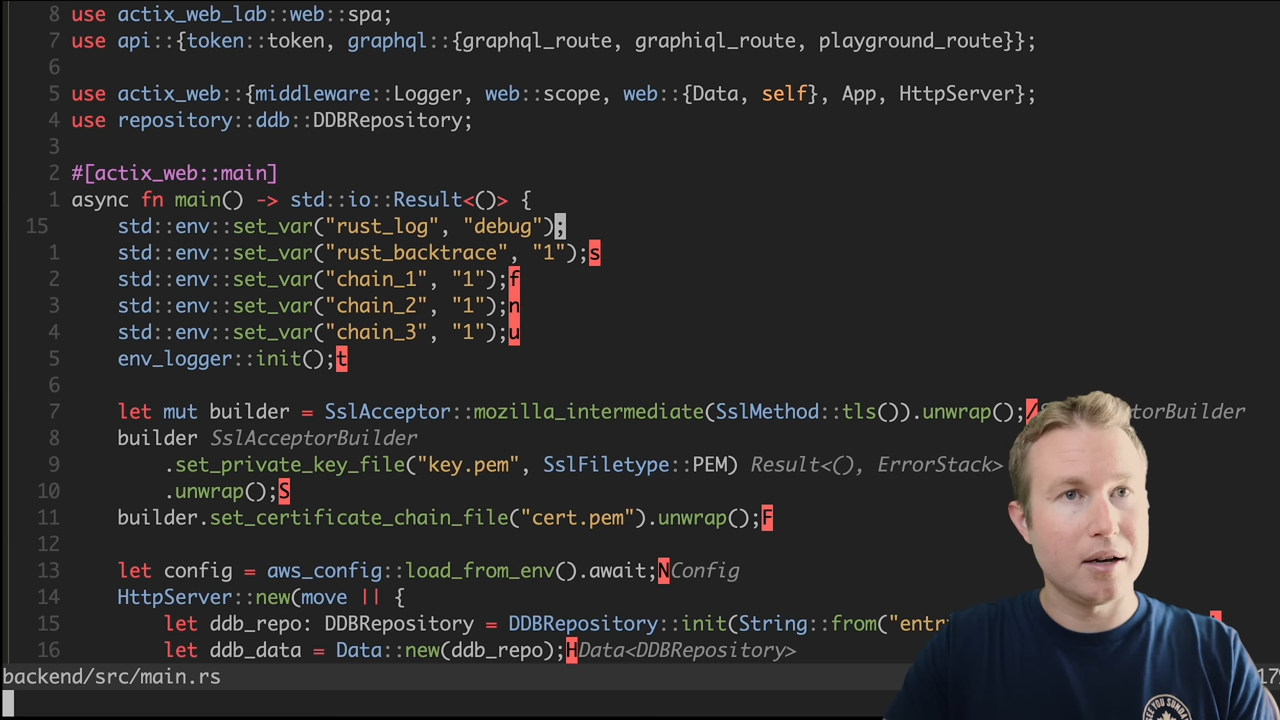 8 use actix_web_lab::web::spa;
7 use api::{token::token, graphql::{graphql_route, graphiql_route, playground_route}};
6
5 use actix_web::{middleware::Logger, web::scope, web::{Data, self}, App, HttpServer};
4 use repository::ddb::DDBRepository;
3
2 #[actix_web::main]
1 async fn main() -> std::io::Result<()> {
15 std::env::set_var("rust_log", "debug");
1 std::env::set_var("rust_backtrace", "1");s
2 std::env::set_var("chain_1", "1");f
3 std::env::set_var("chain_2", "1");n
4 std::env::set_var("chain_3", "1");u
5 env_logger::init();t
6
7 let mut builder = SslAcceptor::mozilla_intermediate(SslMethod::tls()).unwrap();/
8 builder SslAcceptorBuilder
9 .set_private_key_file("key.pem", SslFiletype::PEM) Result<(), ErrorStack>
10 .unwrap();S
11 builder.set_certificate_chain_file("cert.pem").unwrap();F
12
13 let config = aws_config::load_from_env().await;NConfig
14 HttpServer::new(move || {
15 let ddb_repo: DDBRepository = DDBRepository::init(String::from("entr
16 let ddb_data = Data::new(ddb_repo);HData<DDBRepository>
backend/src/main.rs